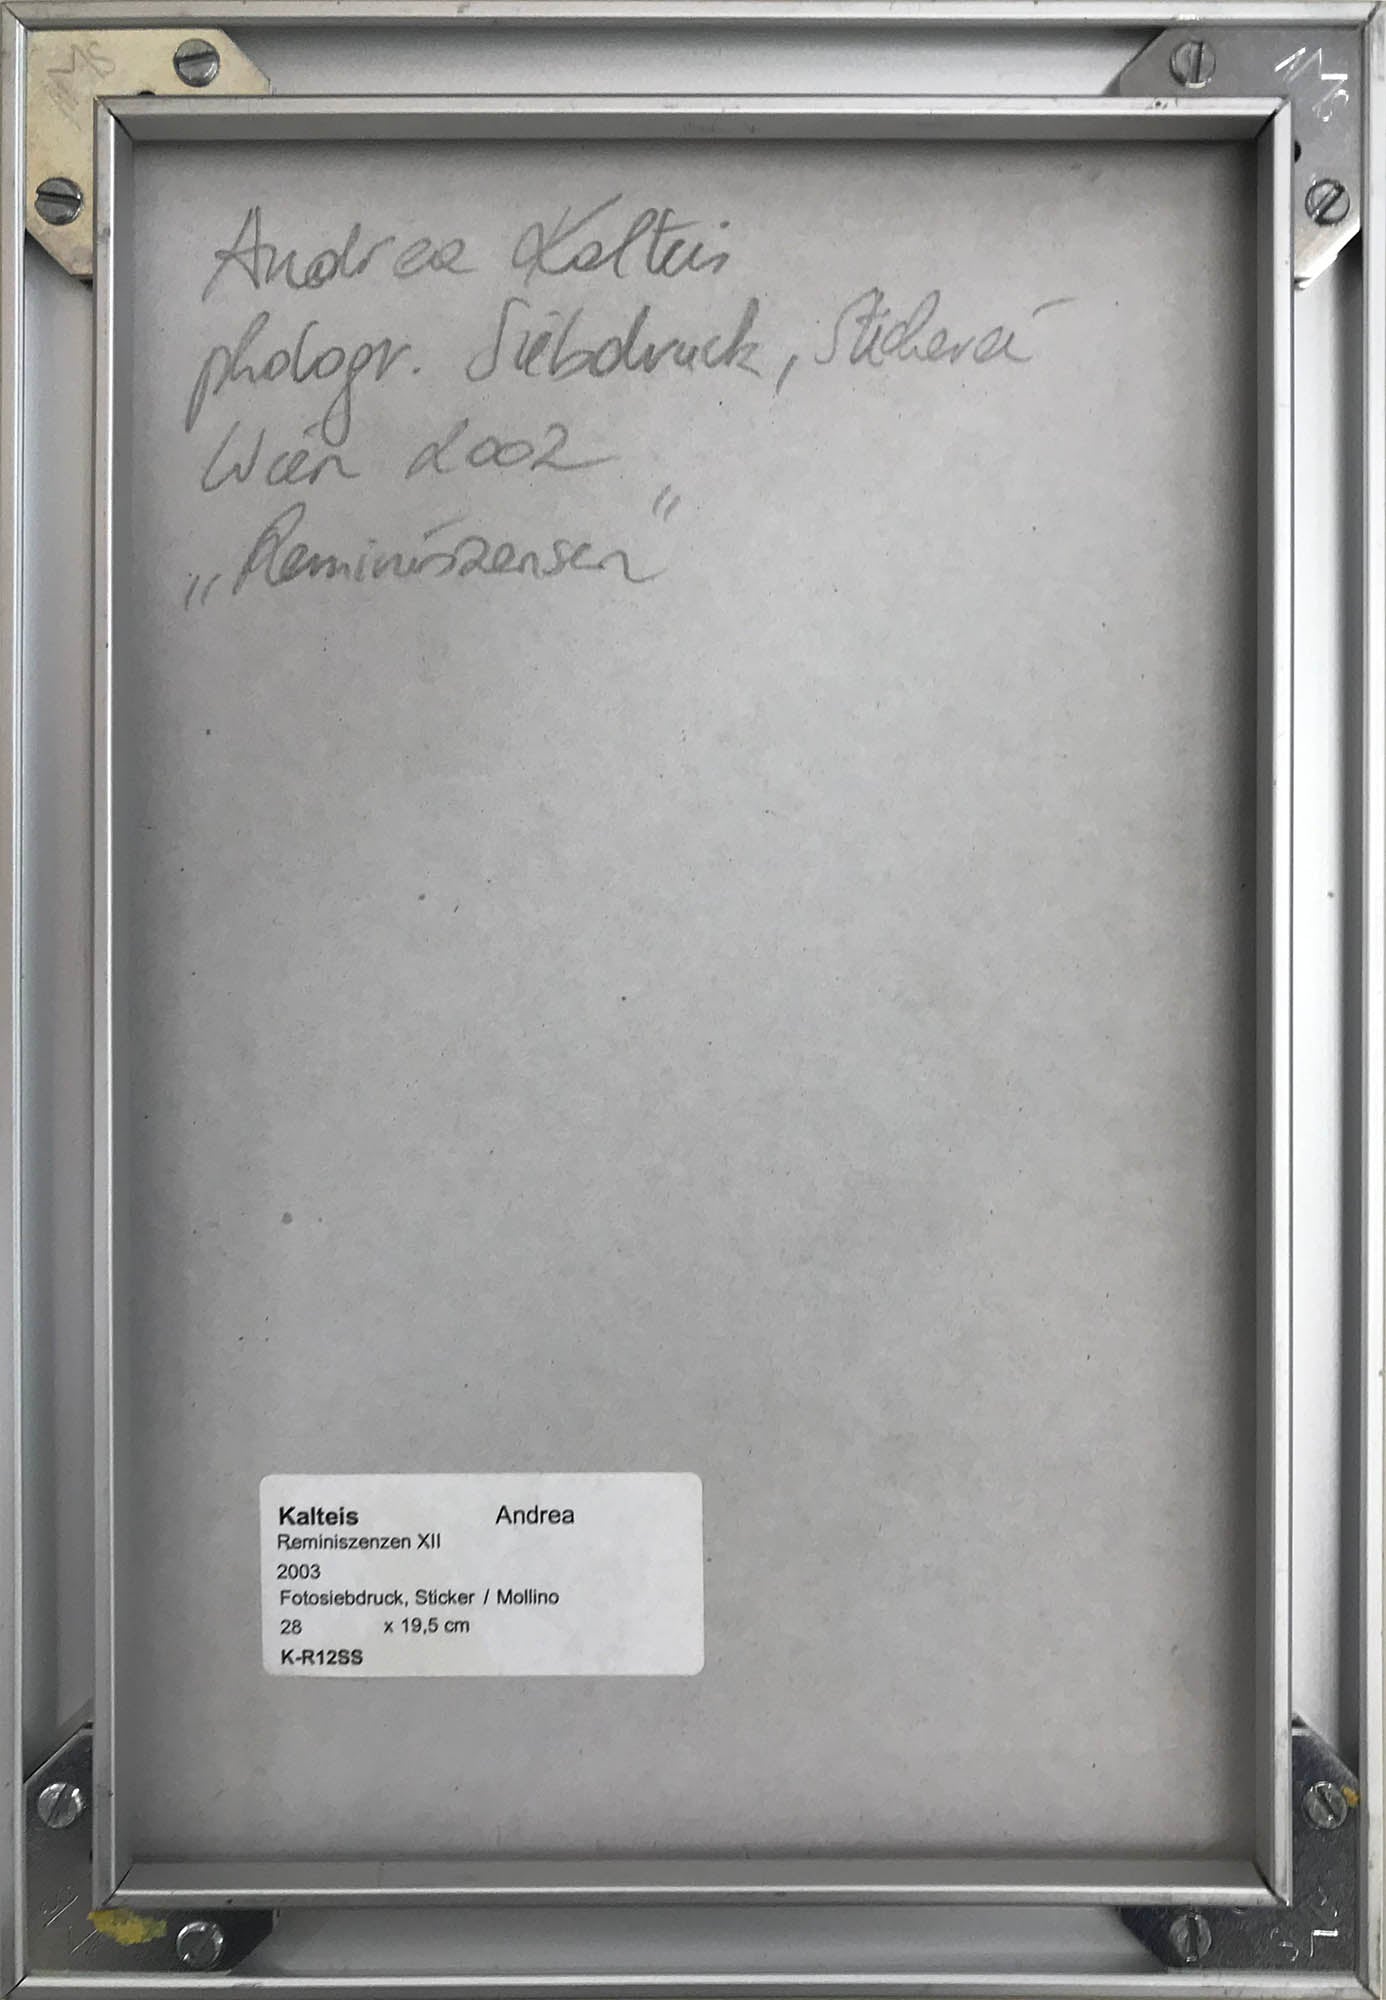 Andrea Kalteis
photogr. Siebdruck, Stickerei
Wien 2002
„Reminiszensen"
Kalteis Andrea
Reminiszenzen XII
2003
Fotosiebdruck, Sticker / Mollino
28 x 19,5 cm
K-R12SS